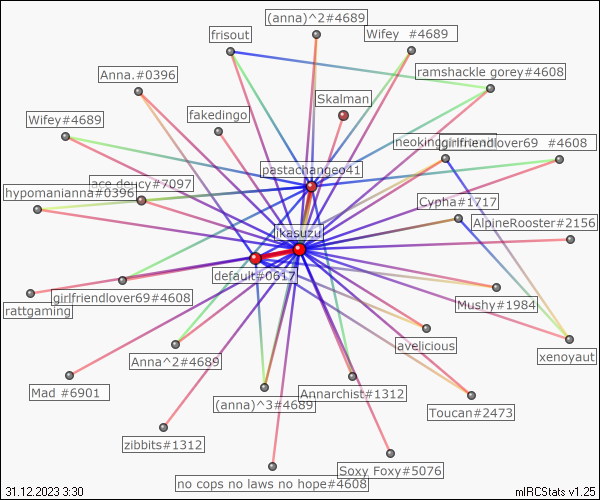 (anna)^2#4689
frisout
Wifey #4689
Anna.#0396
ramshackle gorey#4608
Skalman
fakedingo
Wifey#4689
girlfriendlover69 #4608
pastachangeo41
ace deucy#7097
hypomanianna#0396
Cypha#1717
AlpineRooster#2156
ikasuzu
default#0617
girlfriendlover69#4608
Mushy#1984
rattgaming
lavelicious
xenoyaut
Anna^2#4689
Mad #6901
Annarchist#1312
(anna)^3#4689
Toucan#2473
zibbits#1312
Soxy Foxy#5076
no cops no laws no hope#4608
31.12.2023 3:30
mIRCStats v1.25